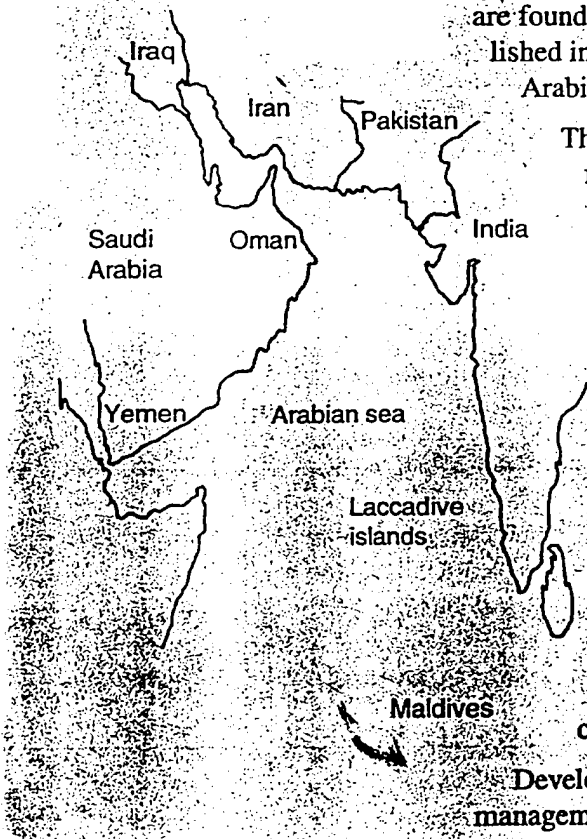 are found
lished in
Arabi
Th
Iraq
Iran
Pakistan
Saudi
Arabia
Oman
India
Yemen
Arabian sea
Laccadive
islands
Maldives
Develo
managem